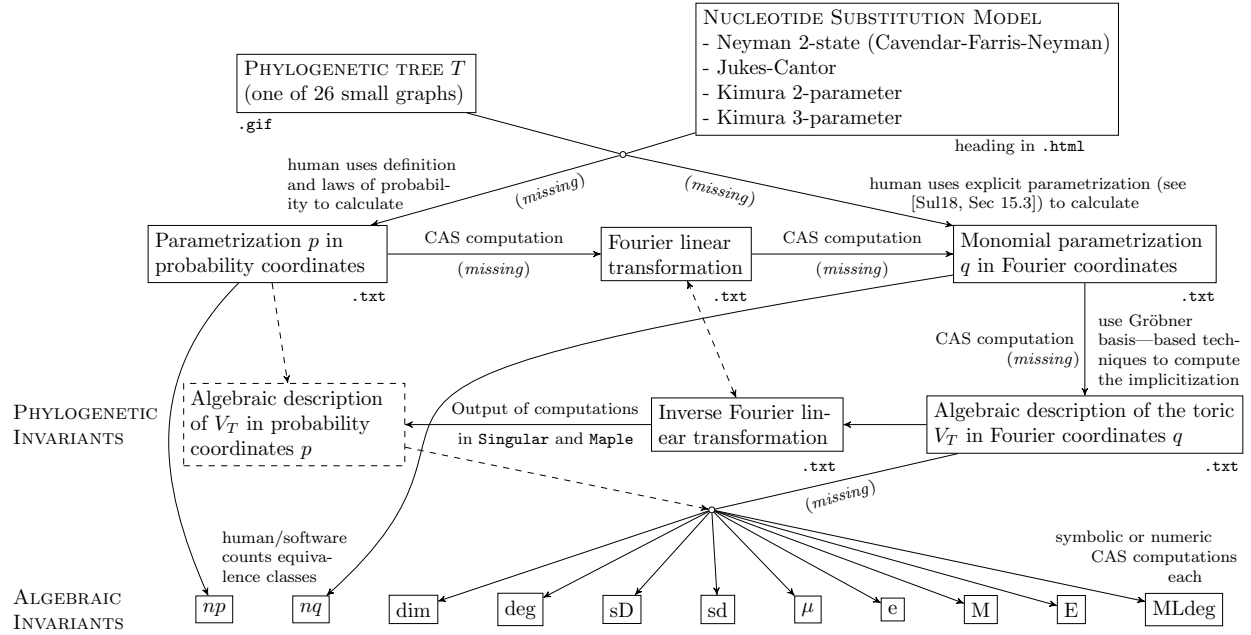 NUCLEOTIDE SUBSTITUTION MODEL
- Neyman 2-state (Cavendar-Farris-Neyman)
- Jukes-Cantor
- Kimura 2-parameter
- Kimura 3-parameter
heading in .html
PHYLOGENETIC TREE T
(one of 26 small graphs)
.gif
human uses definition
and laws of probabil-
ity to calculate
(missing)
(missing)
human uses explicit parametrization (see
[Sul18, Sec 15.3]) to calculate
Parametrization p in
probability coordinates
.txt
CAS computation
(missing)
Fourier linear
transformation
.txt
CAS computation
(missing)
Monomial parametrization
q in Fourier coordinates
.txt
CAS computation
(missing)
use Gröbner
basis—based tech-
niques to compute
the implicitization
PHYLOGENETIC
INVARIANTS
Algebraic description
of V_T in probability
coordinates p
Output of computations
in Singular and Maple
Inverse Fourier lin-
ear transformation
.txt
Algebraic description of the toric
V_T in Fourier coordinates q
.txt
(missing)
human/software
counts equiva-
lence classes
symbolic or numeric
CAS computations
each
ALGEBRAIC
INVARIANTS
np
nq
dim
deg
sD
sd
μ
e
M
E
MLdeg